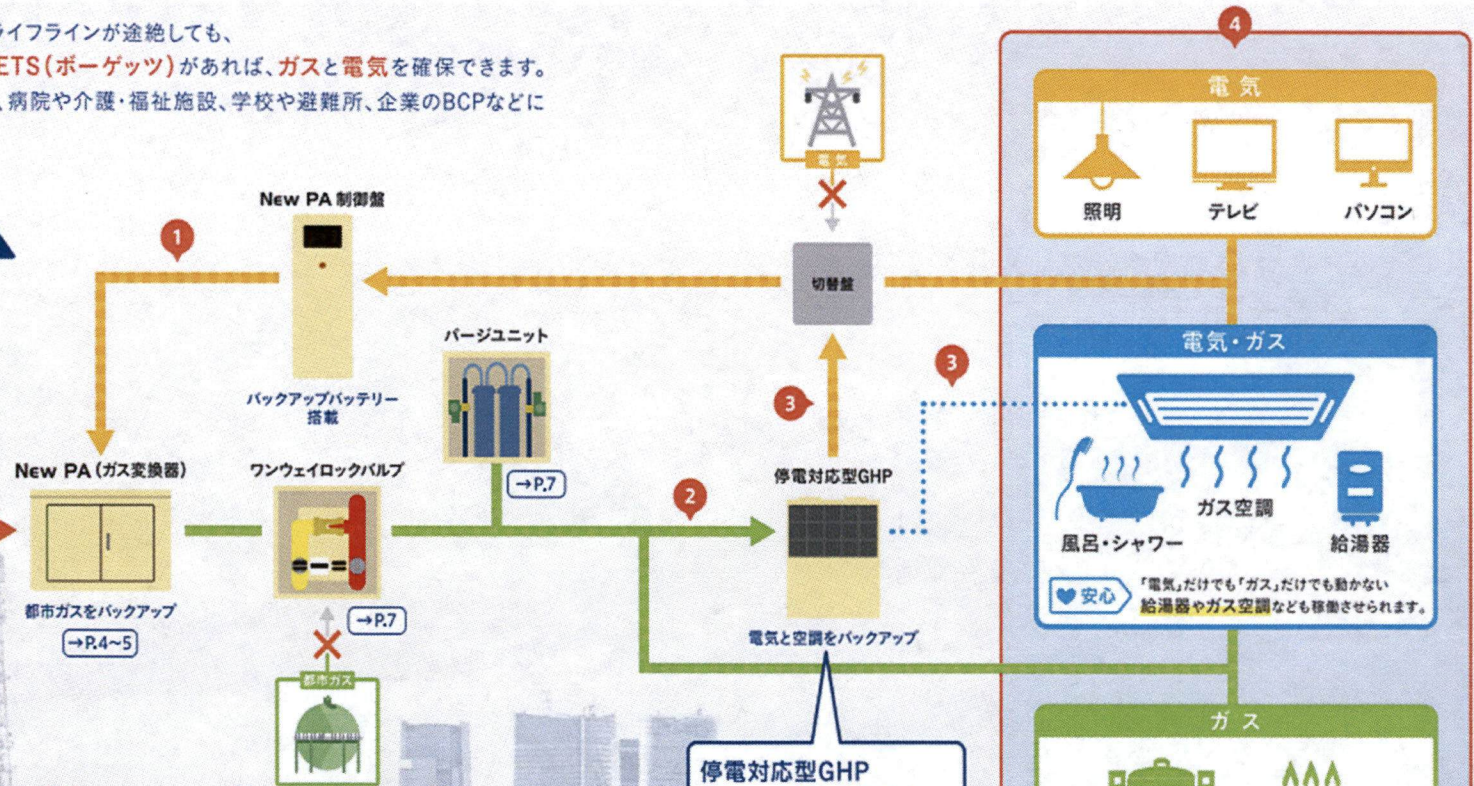 ライフラインが途絶しても、
ETS(ボーゲッツ)があれば、ガスと電気を確保できます。
、病院や介護・福祉施設、学校や避難所、企業のBCPなどに
4
電気
照明
テレビ
パソコン
電気
New PA 制御盤
1
切替盤
バックアップバッテリー
搭載
パージユニット
→P.7
3
3
電気・ガス
ガス空調
風呂・シャワー
給湯器
安心
「電気」だけでも「ガス」だけでも動かない
給湯器やガス空調なども稼働させられます。
New PA(ガス変換器)
都市ガスをバックアップ
→P.4~5
ワンウェイロックバルブ
→P.7
2
停電対応型GHP
電気と空調をバックアップ
都市ガス
停電対応型GHP
ガス